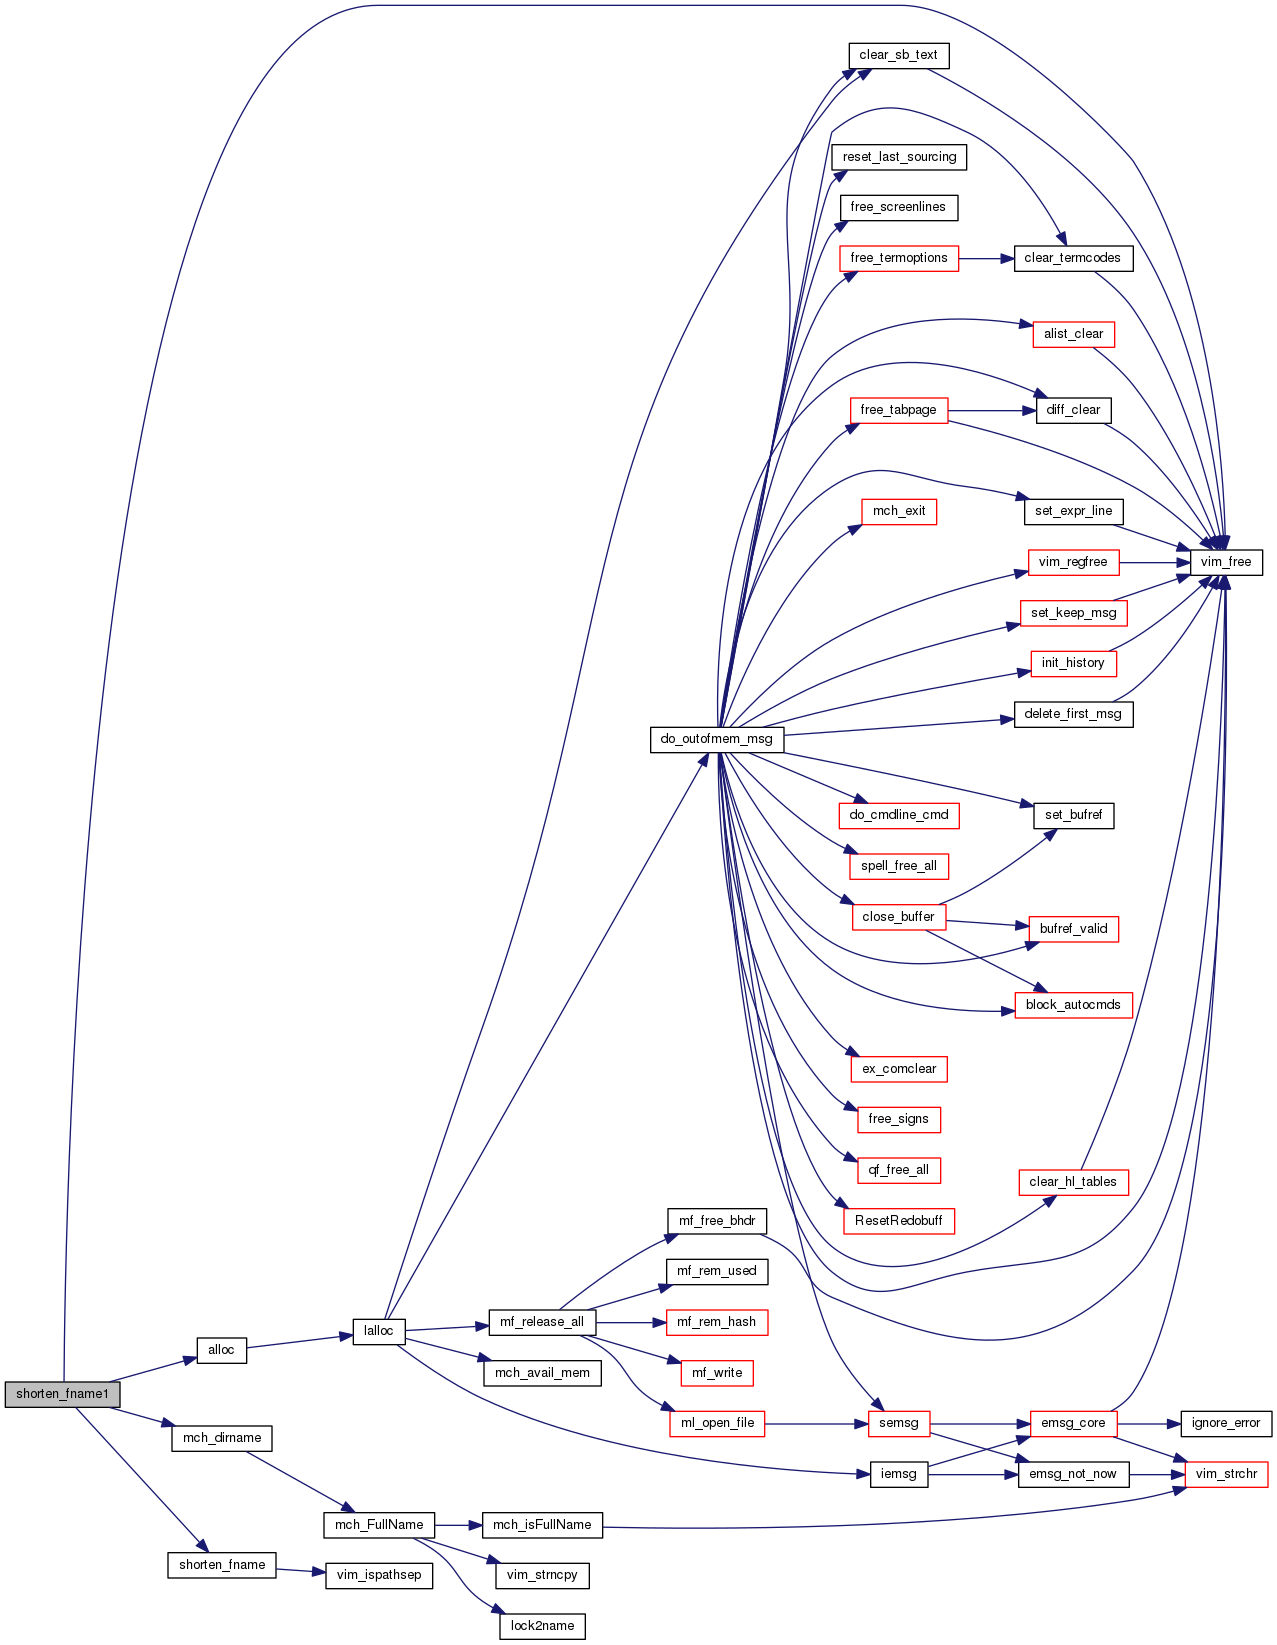 clear_sb_text
reset_last_sourcing
free_screenlines
free_termoptions
clear_termcodes
alist_clear
free_tabpage
diff_clear
mch_exit
set_expr_line
vim_regfree
vim_free
set_keep_msg
init_history
delete_first_msg
do_outofmem_msg
do_cmdline_cmd
set_bufref
spell_free_all
close_buffer
bufref_valid
block_autocmds
ex_comclear
free_signs
qf_free_all
clear_hl_tables
ResetRedobuff
mf_free_bhdr
mf_rem_used
mf_release_all
mf_rem_hash
lalloc
alloc
mch_avail_mem
mf_write
shorten_fname1
ml_open_file
semsg
emsg_core
ignore_error
mch_dirname
iemsg
emsg_not_now
vim_strchr
mch_FullName
mch_isFullName
shorten_fname
vim_ispathsep
vim_strncpy
lock2name